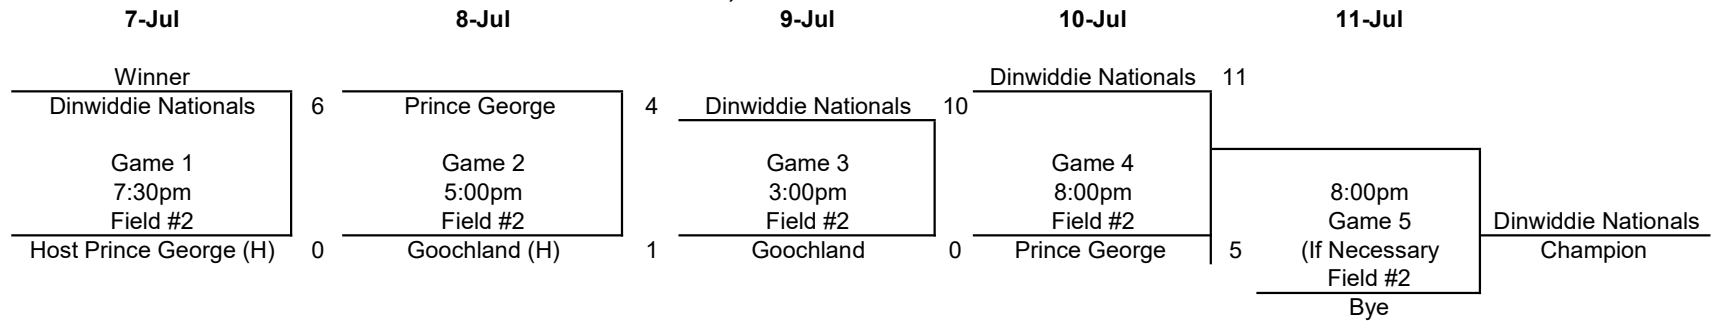 7-Jul 8-Jul 9-Jul 10-Jul 11-Jul
Winner Dinwiddie Nationals 11
Dinwiddie Nationals 6 Prince George 4 Dinwiddie Nationals 10
Game 1 Game 2 Game 3 Game 4
7:30pm 5:00pm 3:00pm 8:00pm 8:00pm
Field #2 Field #2 Field #2 Field #2 Game 5 Dinwiddie Nationals
Host Prince George (H) 0 Goochland (H) 1 Goochland 0 Prince George 5 (If Necessary Champion
Field #2
Bye